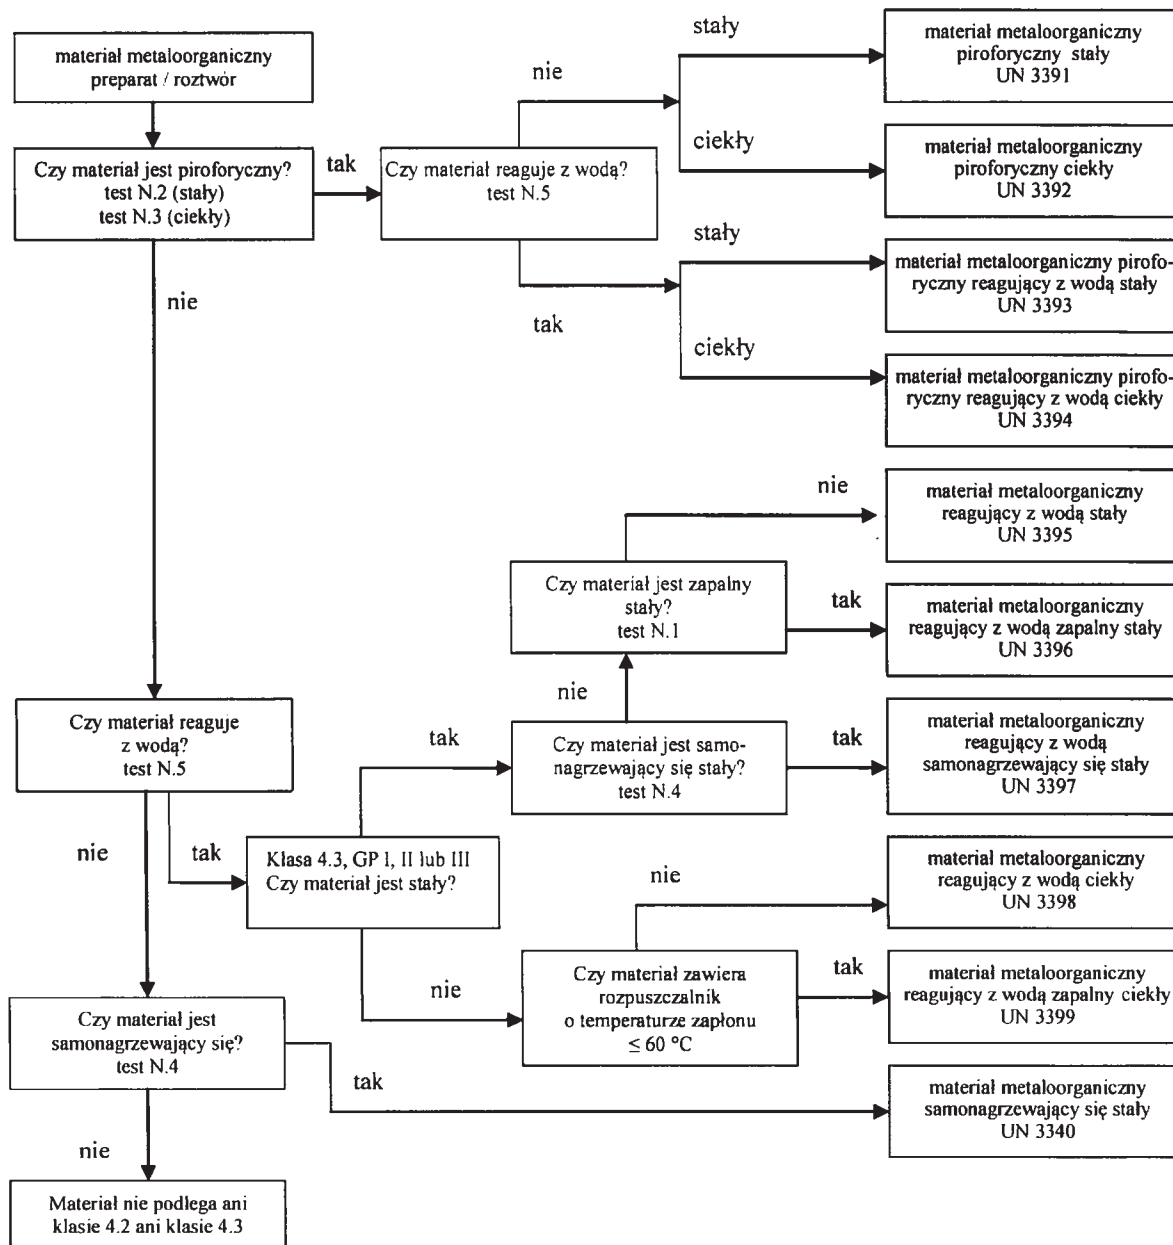 materiał metaloorganiczny
preparat / roztwór
Czy materiał jest piroforyczny?
test N.2 (stały)
test N.3 (ciekły)
tak
Czy materiał reaguje z wodą?
test N.5
nie
stały
materiał metaloorganiczny
piroforyczny stały
UN 3391
ciekły
materiał metaloorganiczny
piroforyczny ciekły
UN 3392
tak
stały
materiał metaloorganiczny pirofo-
ryczny reagujący z wodą stały
UN 3393
ciekły
materiał metaloorganiczny pirofo-
ryczny reagujący z wodą ciekły
UN 3394
nie
Czy materiał reaguje
z wodą?
test N.5
tak
Klasa 4.3, GP I, II lub III
Czy materiał jest stały?
tak
Czy materiał jest samo-
nagrzewający się stały?
test N.4
nie
Czy materiał jest zapalny
stały?
test N.1
nie
materiał metaloorganiczny
reagujący z wodą stały
UN 3395
tak
materiał metaloorganiczny
reagujący z wodą zapalny stały
UN 3396
tak
materiał metaloorganiczny
reagujący z wodą
samonagrzewający się stały
UN 3397
nie
Czy materiał zawiera
rozpuszczalnik
o temperaturze zapłonu
≤ 60 °C
nie
materiał metaloorganiczny
reagujący z wodą ciekły
UN 3398
tak
materiał metaloorganiczny
reagujący z wodą zapalny ciekły
UN 3399
nie
Czy materiał jest
samonagrzewający się?
test N.4
tak
materiał metaloorganiczny
samonagrzewający się stały
UN 3340
nie
Materiał nie podlega ani
klasie 4.2 ani klasie 4.3